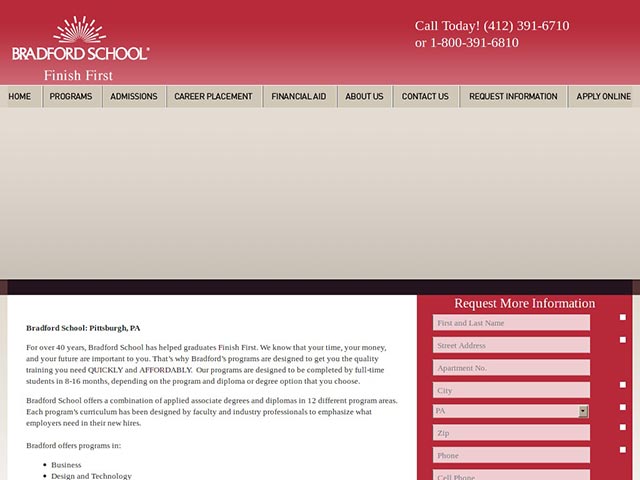 BRADFORD SCHOOL®
Finish First
Call Today! (412) 391-6710
or 1-800-391-6810
HOME PROGRAMS ADMISSIONS CAREER PLACEMENT FINANCIAL AID ABOUT US CONTACT US REQUEST INFORMATION APPLY ONLINE
Bradford School: Pittsburgh, PA
For over 40 years, Bradford School has helped graduates Finish First. We know that your time, your money,
and your future are important to you. That's why Bradford's programs are designed to get you the quality
training you need QUICKLY and AFFORDABLY. Our programs are designed to be completed by full-time
students in 8-16 months, depending on the program and diploma or degree option that you choose.
Bradford School offers a combination of applied associate degrees and diplomas in 12 different program areas.
Each program's curriculum has been designed by faculty and industry professionals to emphasize what
employers need in their new hires.
Bradford offers programs in:
Business
Design and Technology
Request More Information
First and Last Name
Street Address
Apartment No.
City
PA
Zip
Phone
Cell Phone